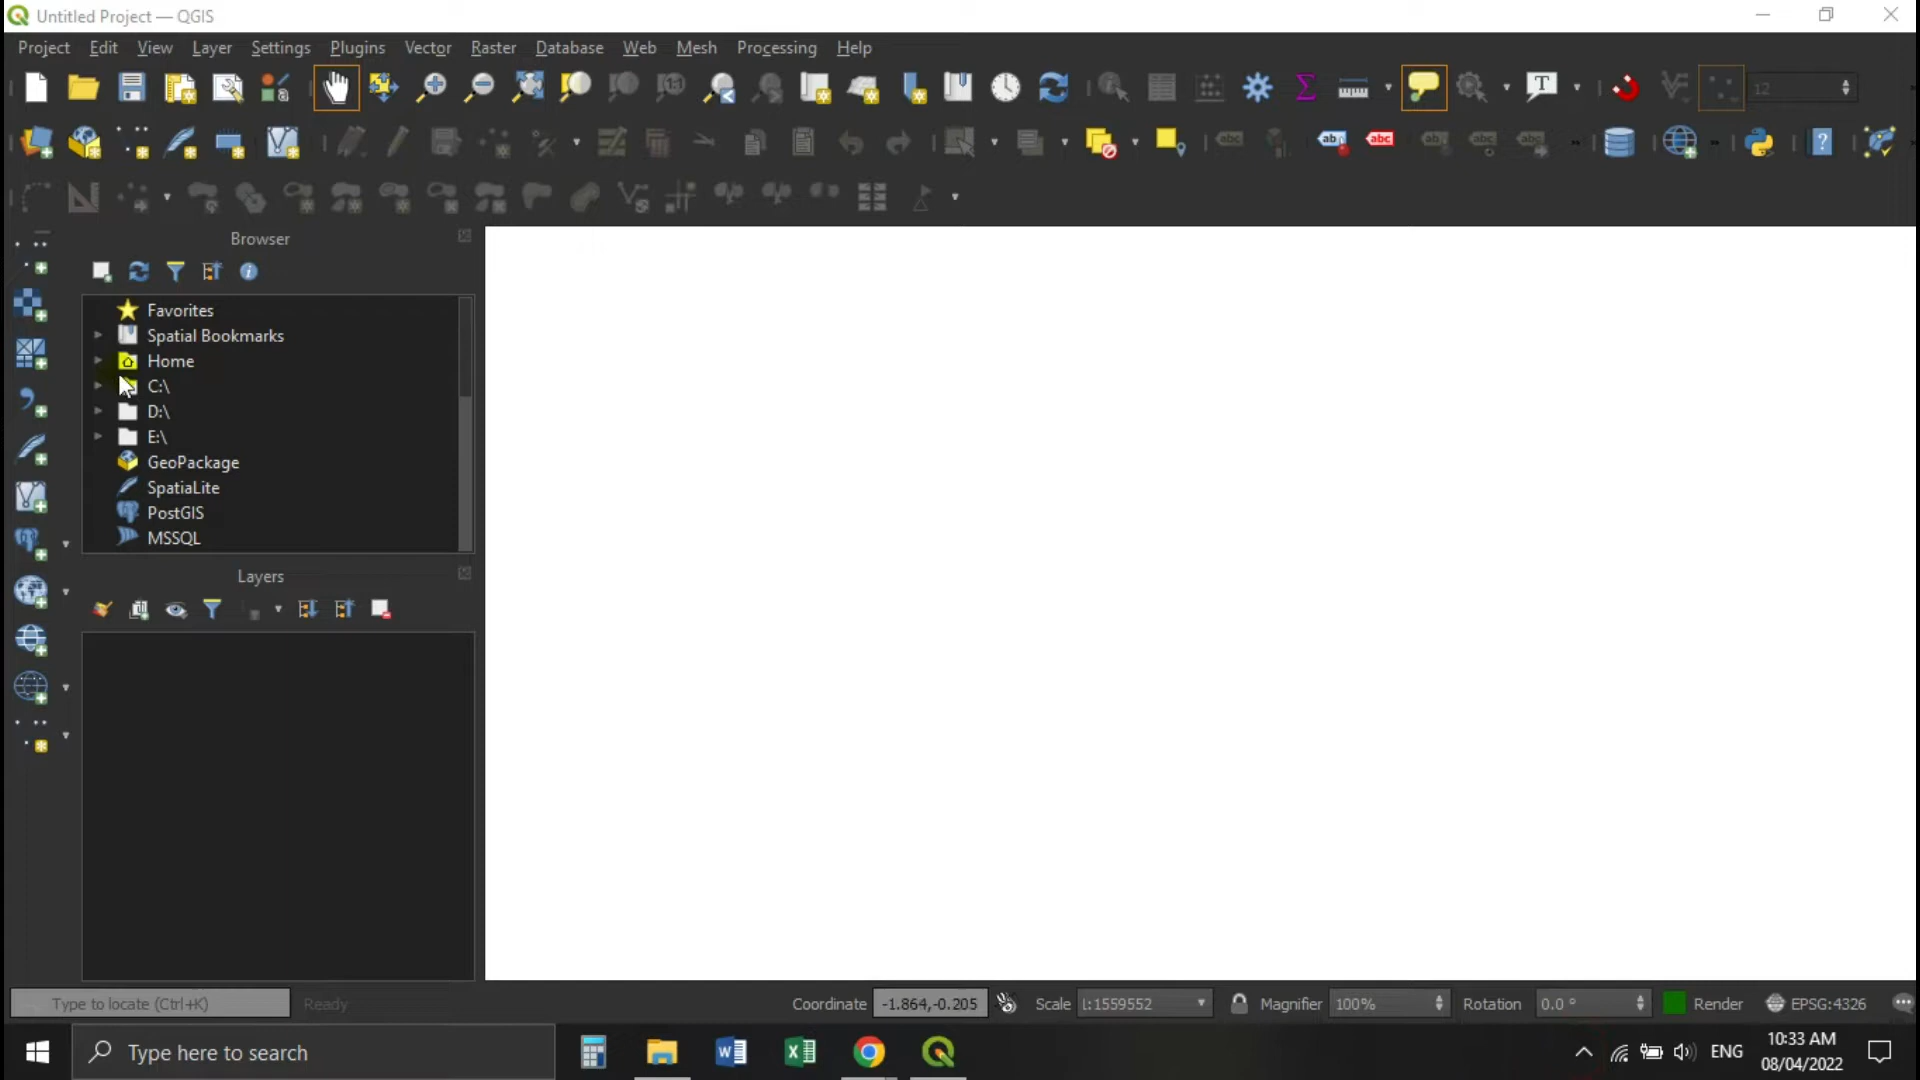 Untitled Project — QGIS
Project Edit View Layer Settings Plugins Vector Raster Database Web Mesh Processing Help
12
Browser
Favorites
Spatial Bookmarks
Home
C:\
D:\
E:\
GeoPackage
SpatiaLite
PostGIS
MSSQL
Layers
Type to locate (Ctrl+K) Ready Coordinate -1.864,-0.205 Scale 1:1559552 Magnifier 100% Rotation 0.0 ° Render EPSG:4326
Type here to search ENG 10:33 AM
08/04/2022